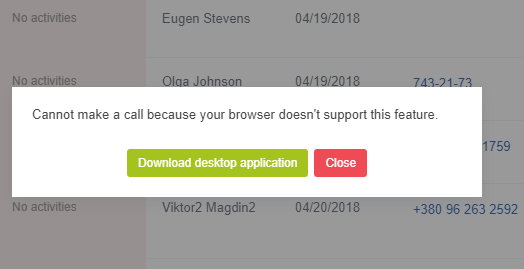 No activities Eugen Stevens 04/19/2018
No activities Olga Johnson 04/19/2018 743-21-73
Cannot make a call because your browser doesn't support this feature.
1759
Download desktop application Close
No activities Viktor2 Magdin2 04/20/2018 +380 96 263 2592